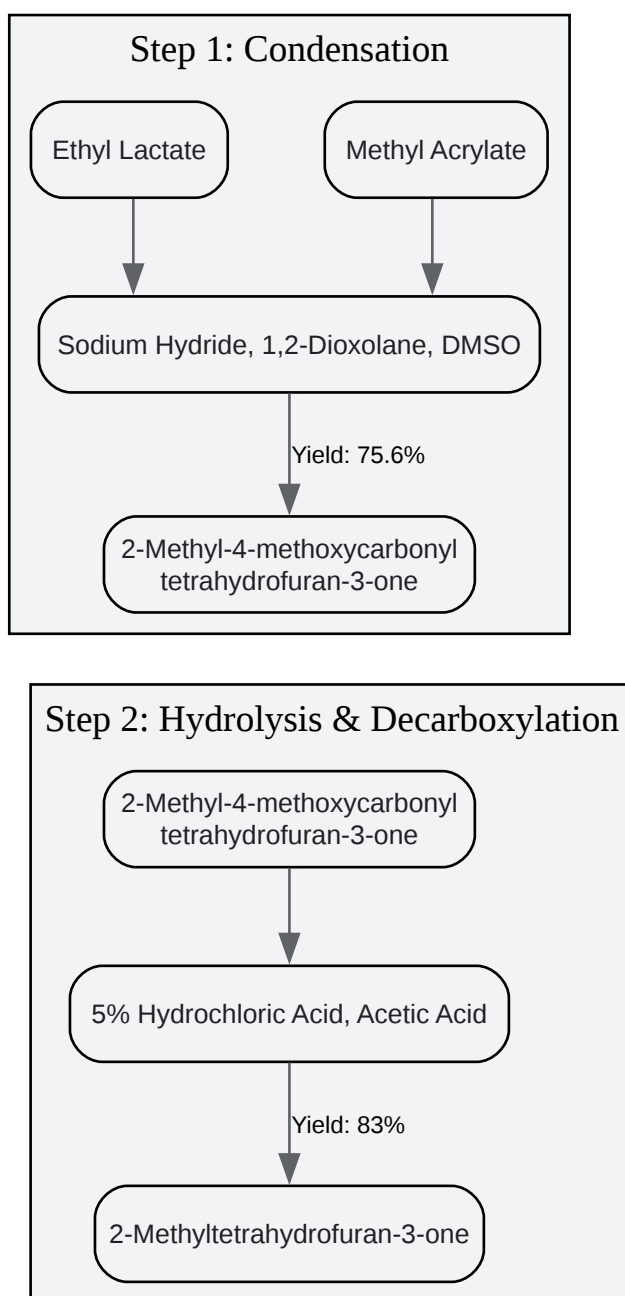 Step 1: Condensation
Ethyl Lactate
Methyl Acrylate
Sodium Hydride, 1,2-Dioxolane, DMSO
Yield: 75.6%
2-Methyl-4-methoxycarbonyl
tetrahydrofuran-3-one
Step 2: Hydrolysis & Decarboxylation
2-Methyl-4-methoxycarbonyl
tetrahydrofuran-3-one
5% Hydrochloric Acid, Acetic Acid
Yield: 83%
2-Methyltetrahydrofuran-3-one